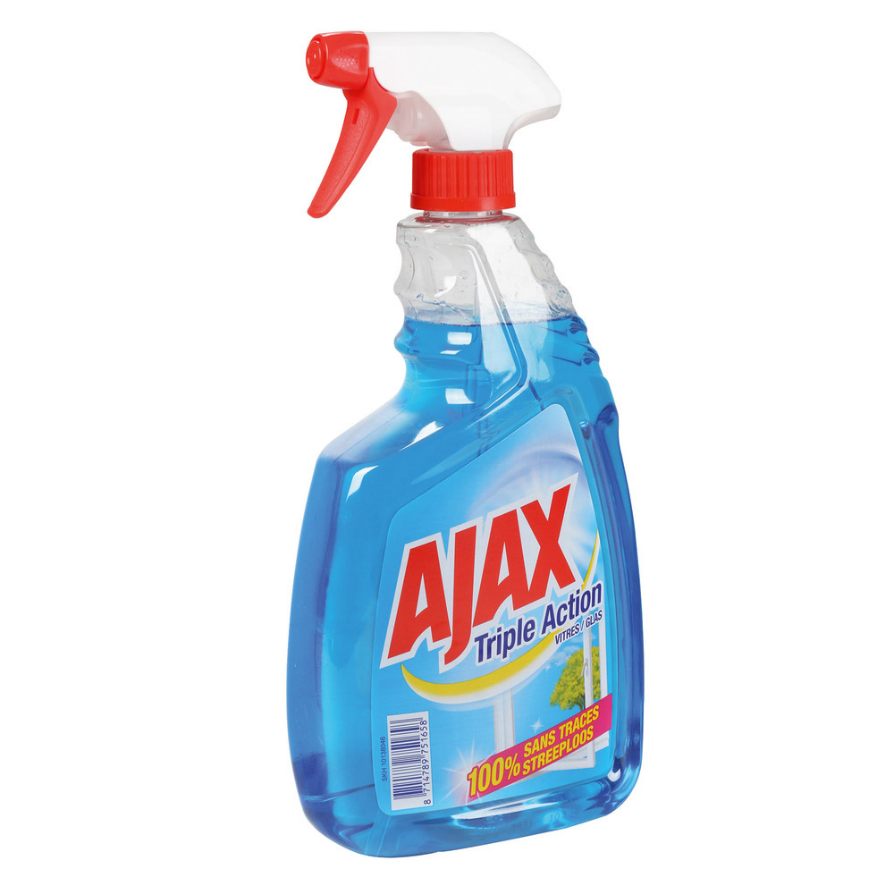 AJAX
Triple Action
VITRES / GLAS
100% SANS TRACES
STREEPLOOS
8 714789 751658